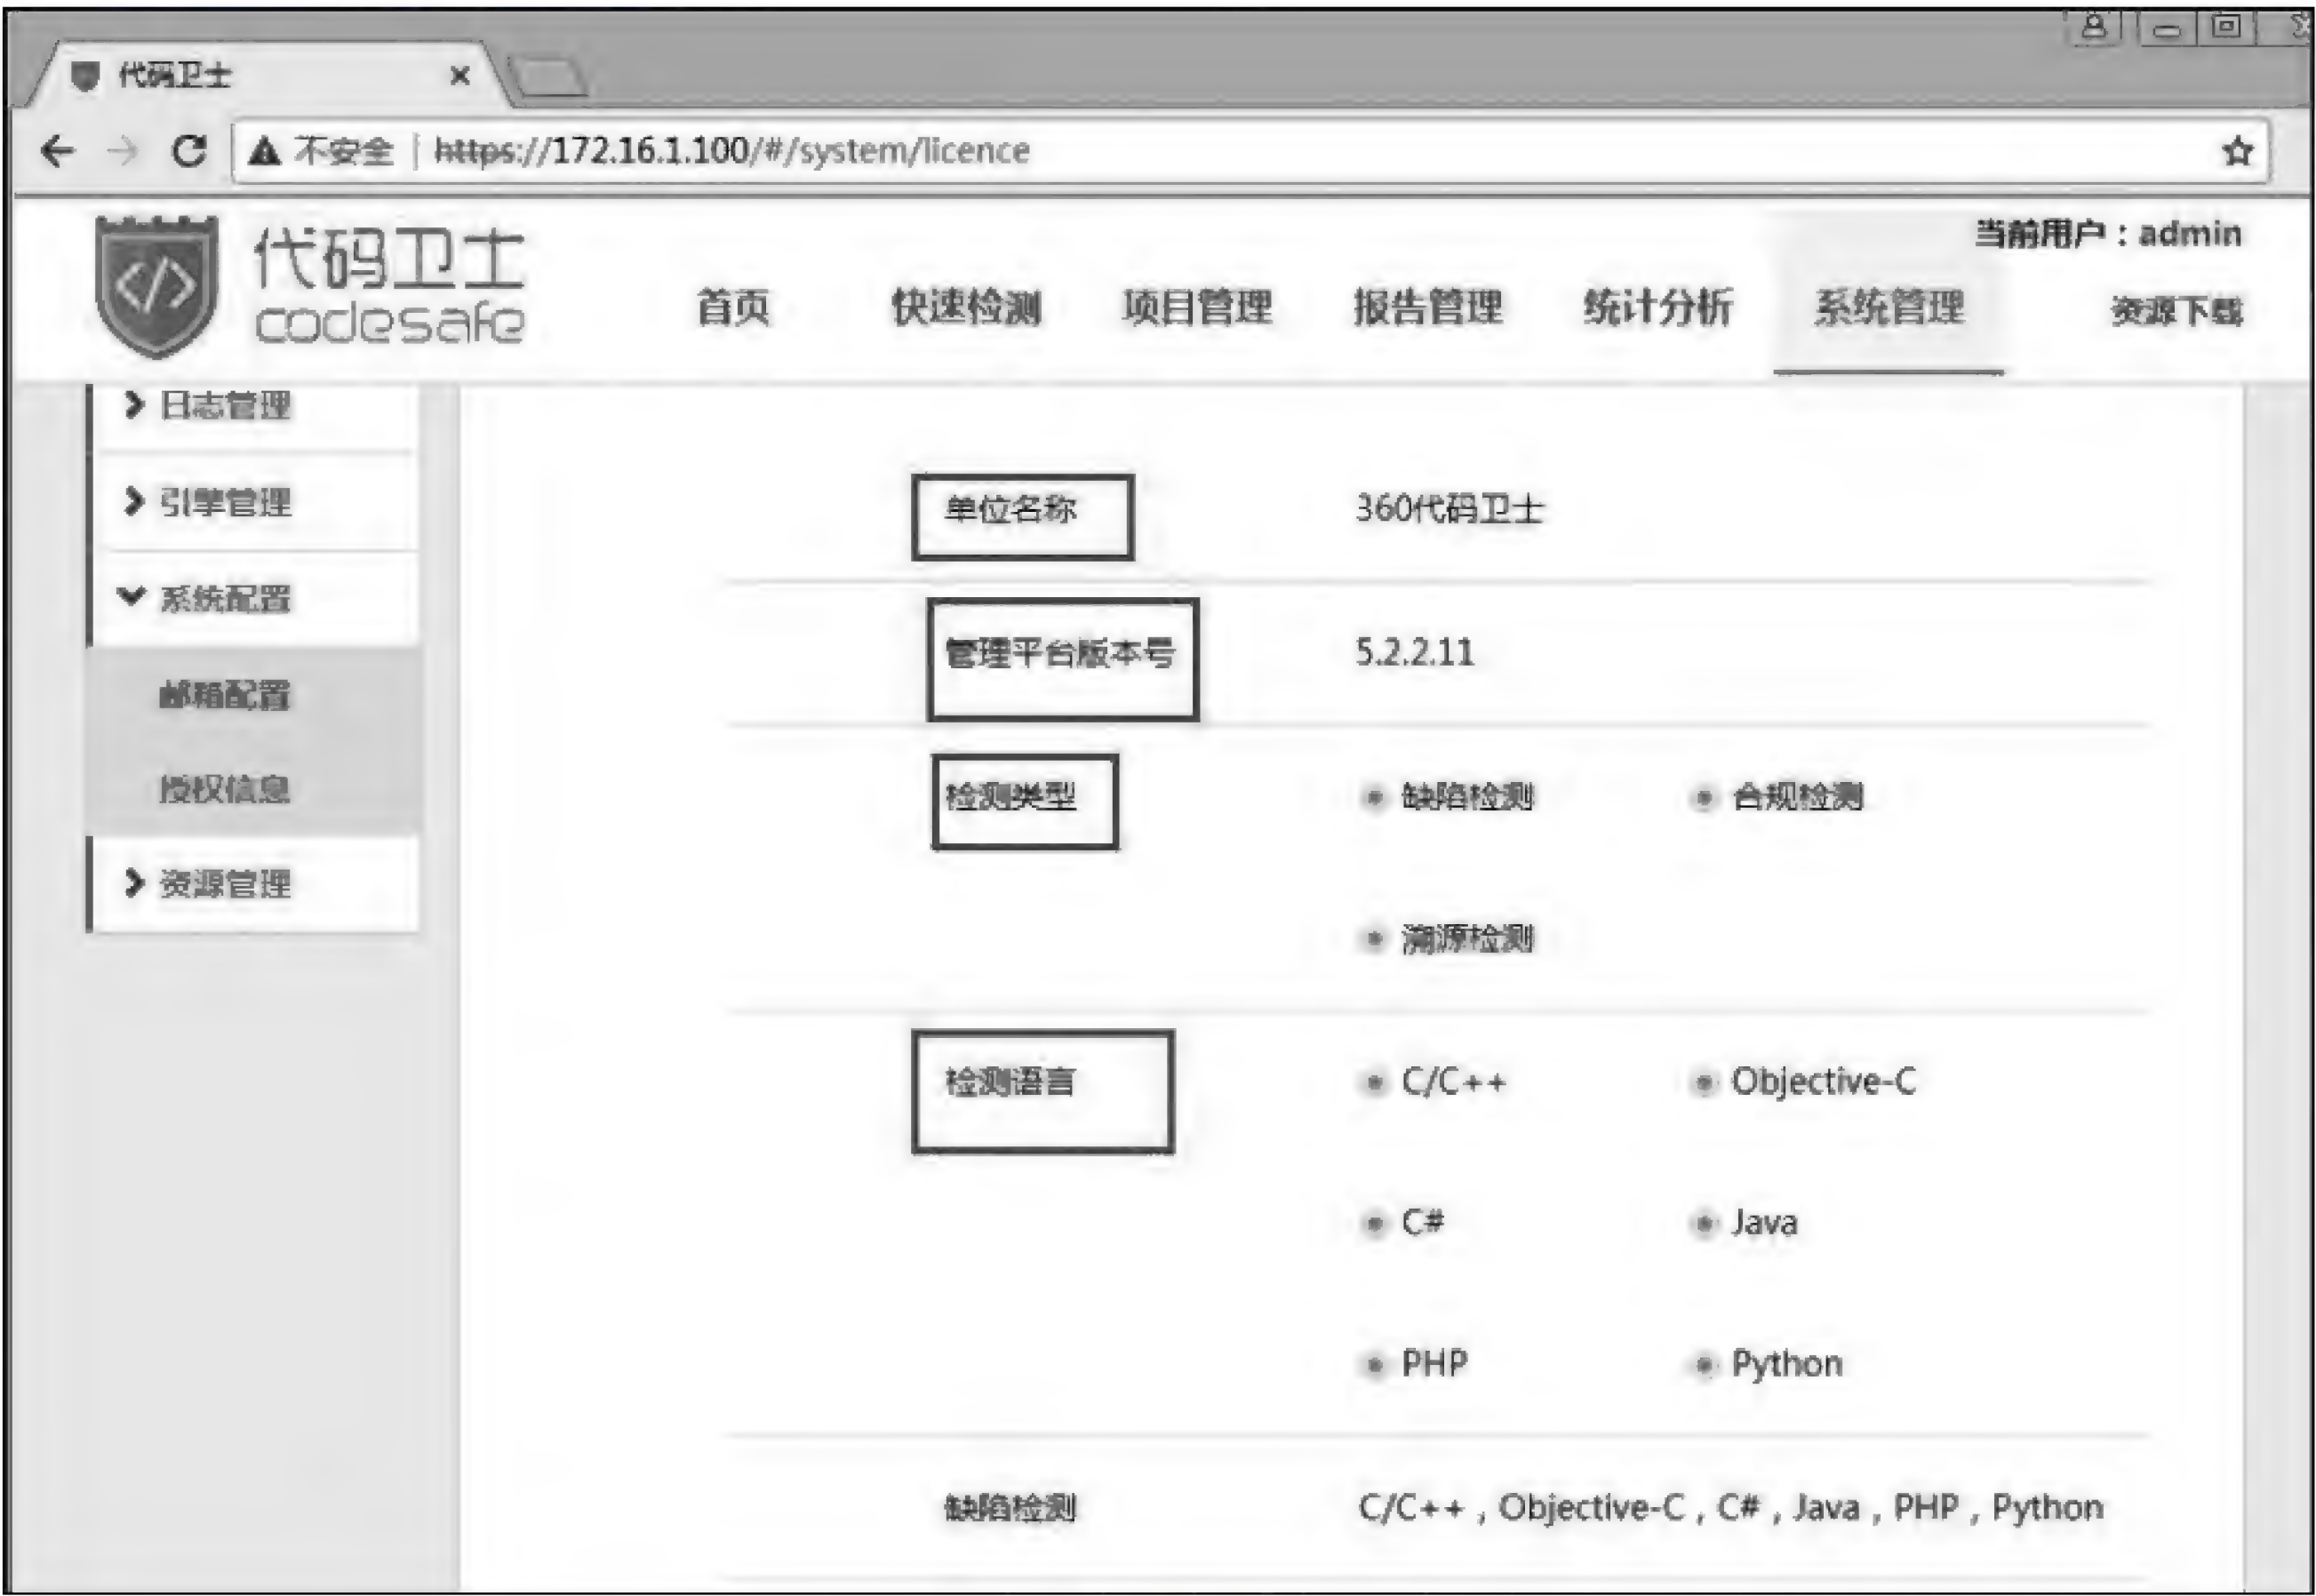 代码卫士
不安全 https://172.16.1.100/#/system/licence
代码卫士
codesafe
当前用户：admin
首页 快速检测 项目管理 报告管理 统计分析 系统管理 资源下载
日志管理
引擎管理
系统配置
邮箱配置
授权信息
资源管理
单位名称 360代码卫士
管理平台版本号 5.2.2.11
检测类型 缺陷检测 合规检测
溯源检测
检测语言 C/C++ Objective-C
C# Java
PHP Python
缺陷检测 C/C++ , Objective-C , C# , Java , PHP , Python